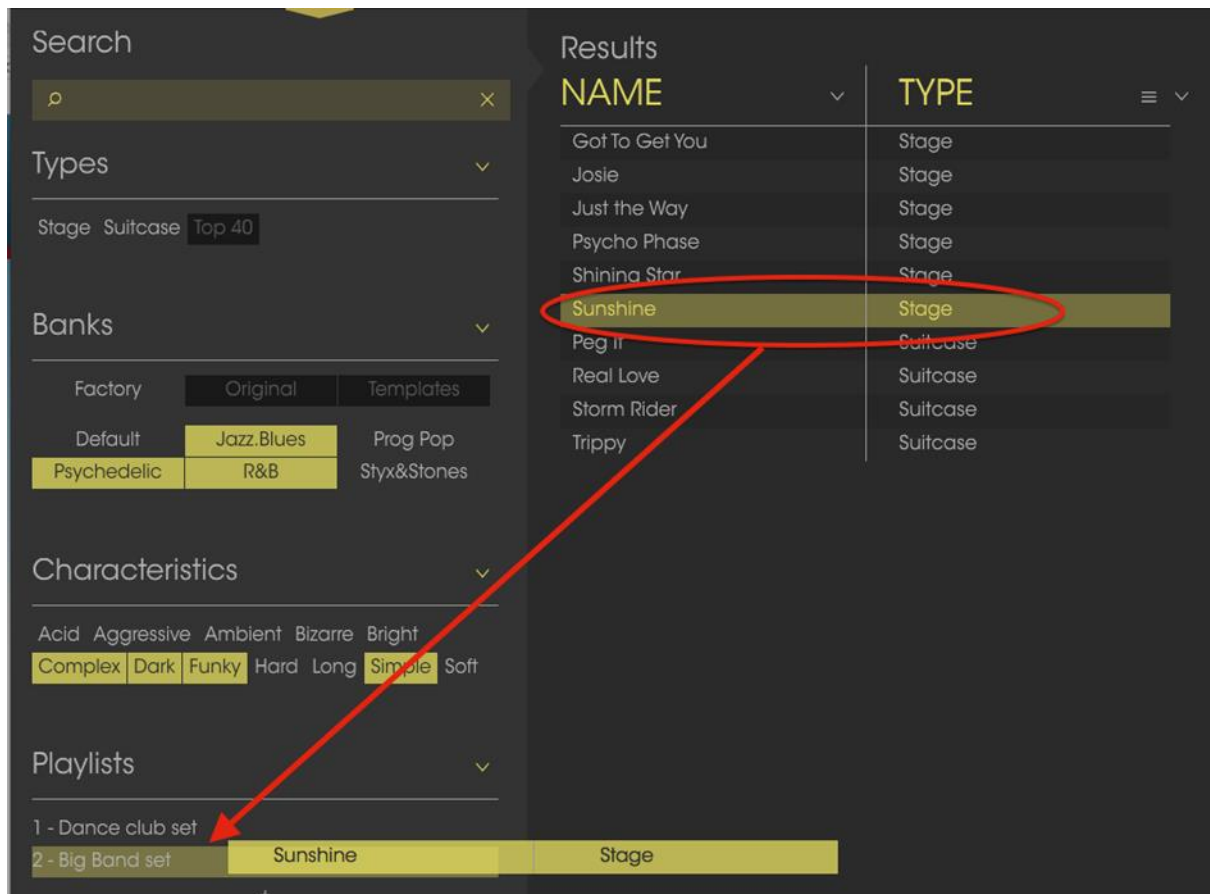 Search
Types
Stage Suitcase Top 40
Banks
Factory Original Templates
Default Jazz.Blues Prog Pop
Psychedelic R&B Styx&Stones
Characteristics
Acid Aggressive Ambient Bizarre Bright
Complex Dark Funky Hard Long Simple Soft
Playlists
1 - Dance club set
2 - Big Band set
Sunshine Stage
Results
NAME TYPE
Got To Get You Stage
Josie Stage
Just the Way Stage
Psycho Phase Stage
Shining Star Stage
Sunshine Stage
Peg It Suitcase
Real Love Suitcase
Storm Rider Suitcase
Trippy Suitcase